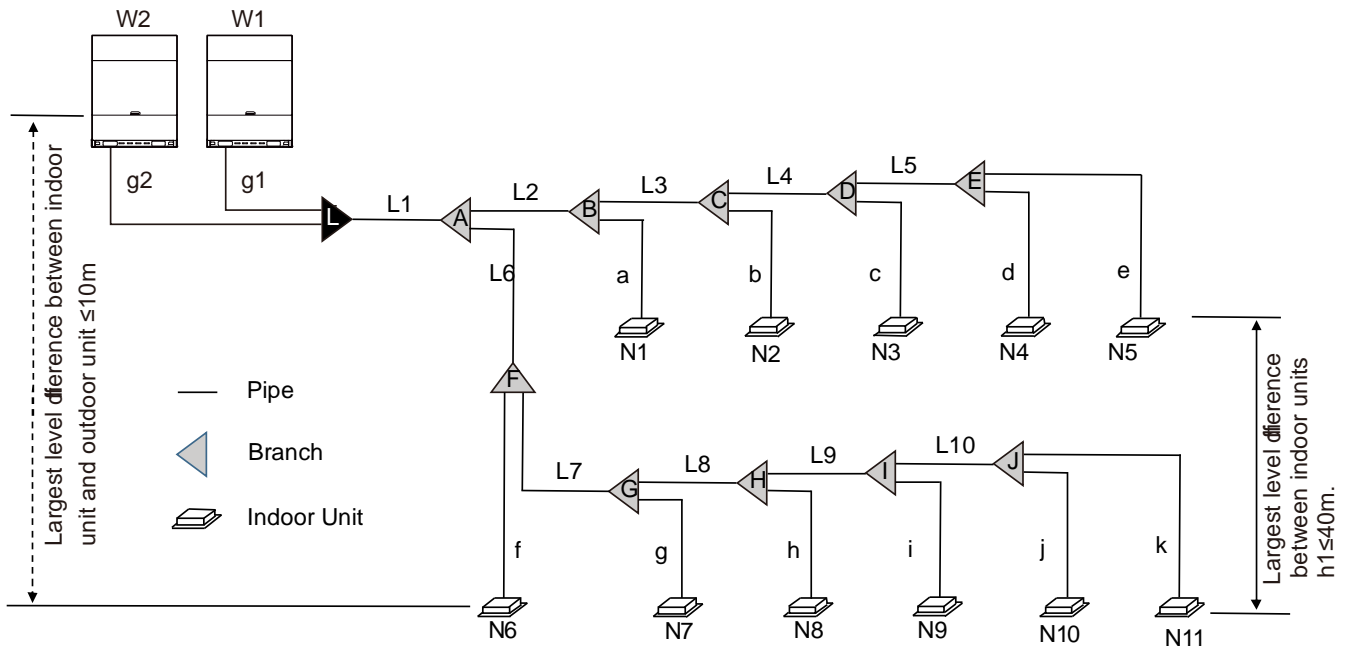 W2
W1
g2
g1
L
L1
A
L2
B
L3
C
L4
D
L5
E
L6
a
b
c
d
e
N1
N2
N3
N4
N5
F
Pipe
Branch
Indoor Unit
L7
G
L8
H
L9
I
L10
J
f
g
h
i
j
k
N6
N7
N8
N9
N10
N11
Largest level difference between indoor
unit and outdoor unit ≤10m
Largest level difference
between indoor units
h1≤40m.